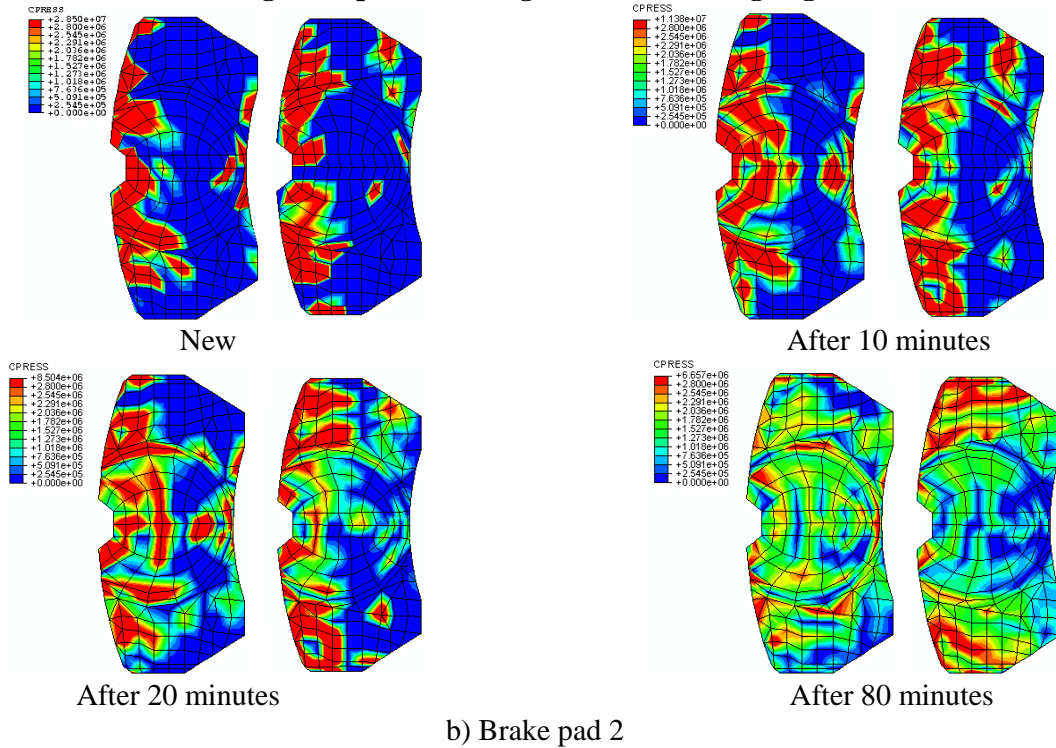 CPRESS
+2.850e+07
+2.800e+06
+2.545e+06
+2.291e+06
+2.036e+06
+1.782e+06
+1.527e+06
+1.273e+06
+1.018e+06
+7.636e+05
+5.091e+05
+2.545e+05
+0.000e+00
New
CPRESS
+1.138e+07
+2.800e+06
+2.545e+06
+2.291e+06
+2.036e+06
+1.782e+06
+1.527e+06
+1.273e+06
+1.018e+06
+7.636e+05
+5.091e+05
+2.545e+05
+0.000e+00
After 10 minutes
CPRESS
+8.504e+06
+2.800e+06
+2.545e+06
+2.291e+06
+2.036e+06
+1.782e+06
+1.527e+06
+1.273e+06
+1.018e+06
+7.636e+05
+5.091e+05
+2.545e+05
+0.000e+00
After 20 minutes
CPRESS
+6.657e+06
+2.800e+06
+2.545e+06
+2.291e+06
+2.036e+06
+1.782e+06
+1.527e+06
+1.273e+06
+1.018e+06
+7.636e+05
+5.091e+05
+2.545e+05
+0.000e+00
After 80 minutes
b) Brake pad 2